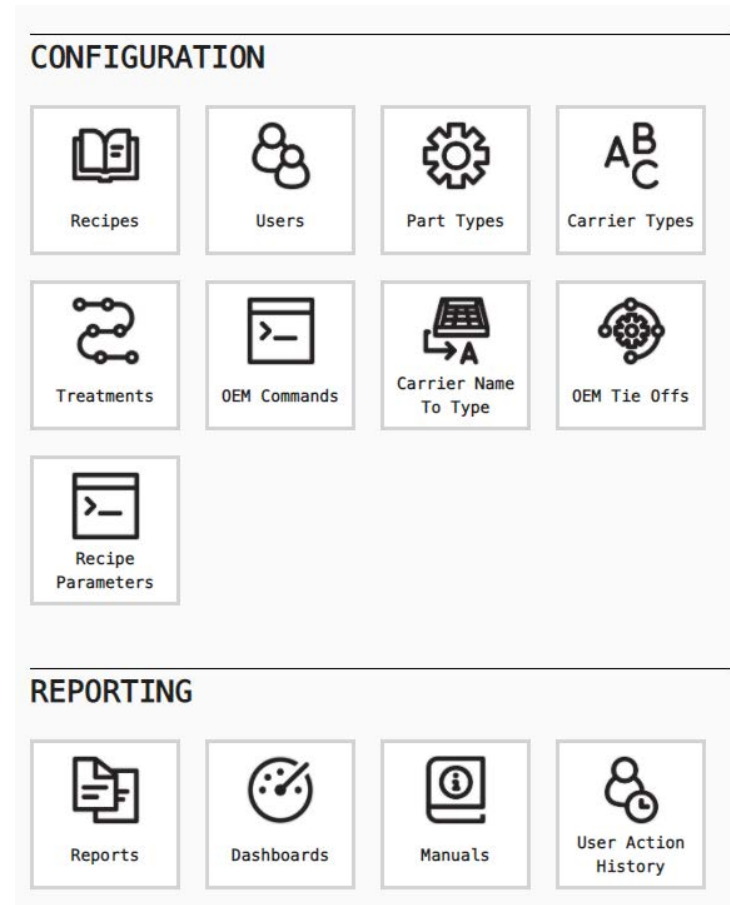 CONFIGURATION
Recipes
Users
Part Types
A B C
Carrier Types
Treatments
>_
OEM Commands
A
Carrier Name
To Type
OEM Tie Offs
>_
Recipe
Parameters
REPORTING
Reports
Dashboards
i
Manuals
User Action
History